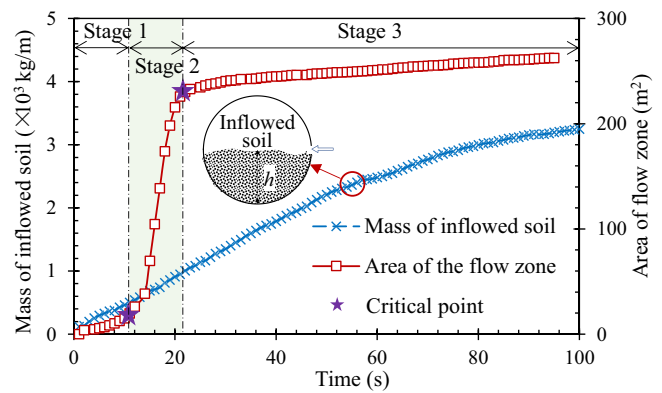 Stage 1
Stage 2
Stage 3
5
4
3
2
1
0
300
200
100
0
0
20
40
60
80
100
Mass of inflowed soil (×10³ kg/m)
Area of flow zone (m²)
Time (s)
Inflowed
soil
h
Mass of inflowed soil
Area of the flow zone
Critical point